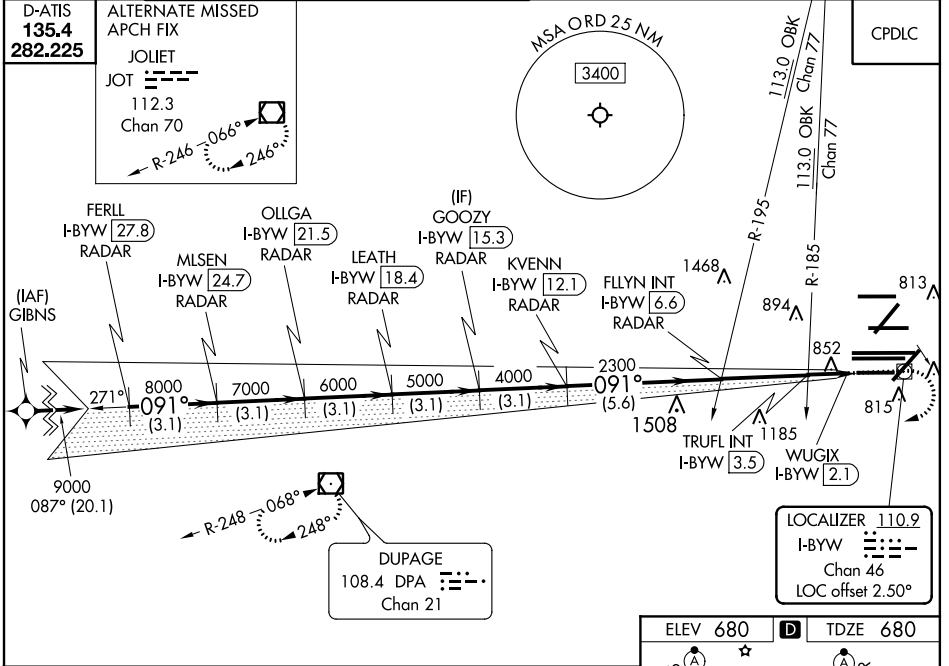 D-ATIS
135.4
282.225
ALTERNATE MISSED
APCH FIX
JOLIET
JOT
112.3
Chan 70
R-246
066°
246°
MSA ORD 25 NM
3400
113.0 OBK
Chan 77
113.0 OBK
Chan 77
CPDLC
R-195
R-185
FERLL
I-BYW 27.8
RADAR
MLSEN
I-BYW 24.7
RADAR
OLLGA
I-BYW 21.5
RADAR
LEATH
I-BYW 18.4
RADAR
(IF)
GOOZY
I-BYW 15.3
RADAR
KVENN
I-BYW 12.1
RADAR
FLLYN INT
I-BYW 6.6
RADAR
1468
894
813
852
815
(IAF)
GIBNS
271°
8000
091°
(3.1)
7000
(3.1)
6000
(3.1)
5000
(3.1)
4000
(3.1)
2300
091°
(5.6)
1508
1185
TRUFL INT
I-BYW 3.5
WUGIX
I-BYW 2.1
9000
087° (20.1)
R-248
068°
248°
DUPAGE
108.4 DPA
Chan 21
LOCALIZER 110.9
I-BYW
Chan 46
LOC offset 2.50°
ELEV 680
D
TDZE 680
A
A